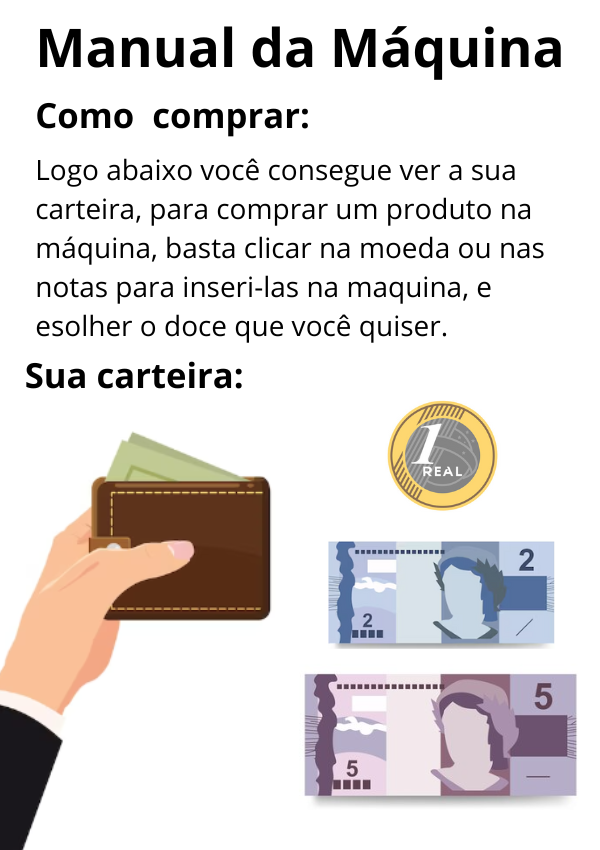 Manual da Máquina
Como comprar:
Logo abaixo você consegue ver a sua
carteira, para comprar um produto na
máquina, basta clicar na moeda ou nas
notas para inseri-las na maquina, e
esolher o doce que você quiser.
Sua carteira:
1
REAL
2
2
5
5